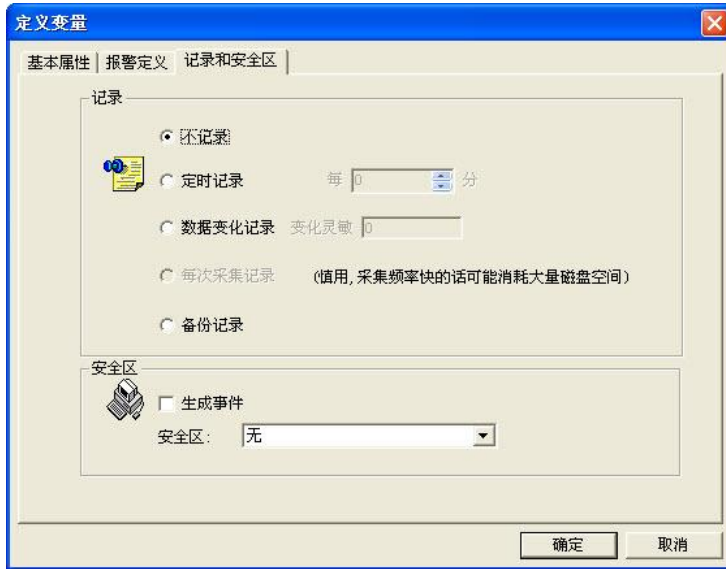 定义变量
基本属性 报警定义 记录和安全区
记录
不记录
定时记录 每 0 分
数据变化记录 变化灵敏 0
每次采集记录 (慎用,采集频率快的话可能消耗大量磁盘空间)
备份记录
安全区
生成事件
安全区: 无
确定 取消